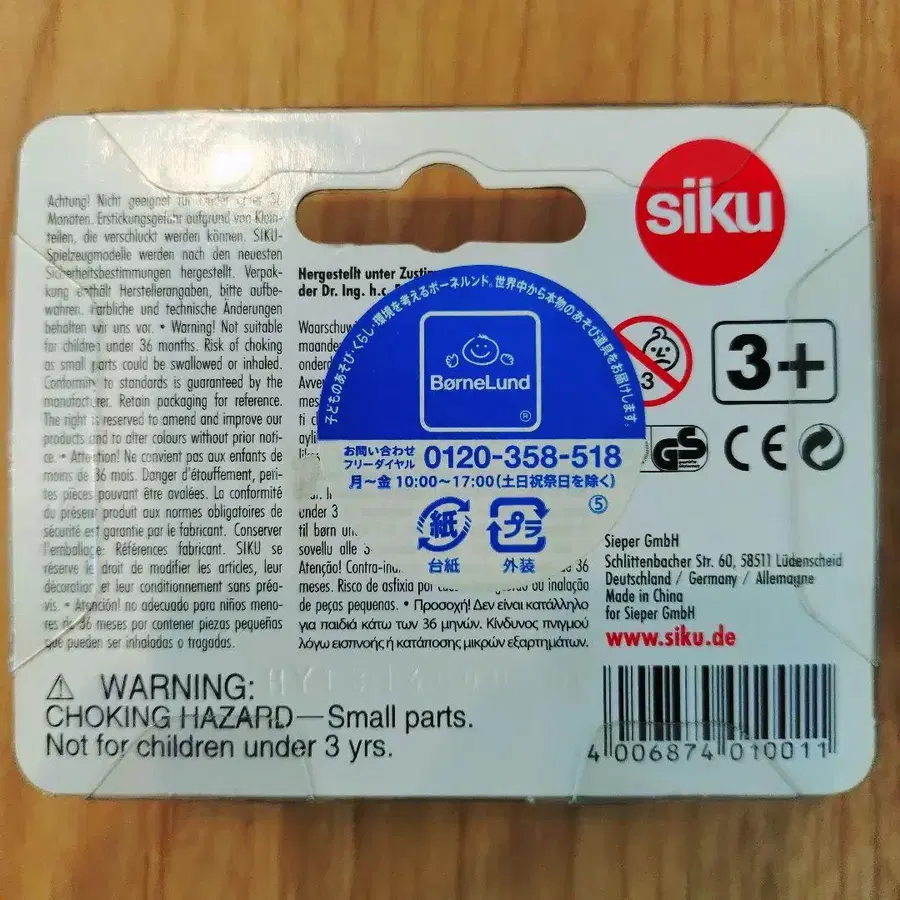 Achtung! Nicht geeignet für Kinder unter 36
Monaten. Erstickungsgefahr aufgrund von Klein-
teilen, die verschluckt werden können. SIKU-
Spielzeugmodelle werden nach den neuesten
Sicherheitsbestimmungen hergestellt. Verpak-
kung enthält Herstellerangaben, bitte aufbe-
wahren. Farbliche und technische Änderungen
behalten wir uns vor. • Warning! Not suitable
for children under 36 months. Risk of choking
as small parts could be swallowed or inhaled.
Conformity to standards is guaranteed by the
manufacturer. Retain packaging for reference.
The right is reserved to amend and improve our
products and to alter colours without prior noti-
ce. • Attention! Ne convient pas aux enfants de
moins de 36 mois. Danger d'étouffement, peti-
tes pièces pouvant être avalées. La conformité
du présent produit aux normes obligatoires de
sécurité est garantie par le fabricant. Conserver
l'emballage: Références fabricant. SIKU se
réserve le droit de modifier les articles, leur
décoration et leur conditionnement sans préa-
vis. • Atención! no adecuado para niños meno-
res de 36 meses por contener piezas pequeñas
que pueden ser inhaladas o tragadas.
Hergestellt unter
der Dr. Ing. h.c.
under 3
til børn
sovellu alle 3
Atenção! 36
meses. Risco de asfixia ou inalação
de peças pequenas. • Προσοχή! Δεν είναι κατάλληλο
για παιδιά κάτω των 36 μηνών. Κίνδυνος πνιγμού
λόγω εισπνοής ή κατάποσης μικρών εξαρτημάτων.
子どものあそび・くらし・環境を考えるボーネルンド。世界中から本物のあそび道具をお届けします。
BørneLund
®
お問い合わせ
フリーダイヤル 0120-358-518
月～金 10:00～17:00(土日祝祭日を除く)
⑤
紙 プラ
台紙 外装
siku
3
3+
GS
CE
Sieper GmbH
Schlittenbacher Str. 60, 58511 Lüdenscheid
Deutschland / Germany / Allemagne
Made in China
for Sieper GmbH
www.siku.de
⚠ WARNING:
CHOKING HAZARD—Small parts.
Not for children under 3 yrs.
4 006874 010011